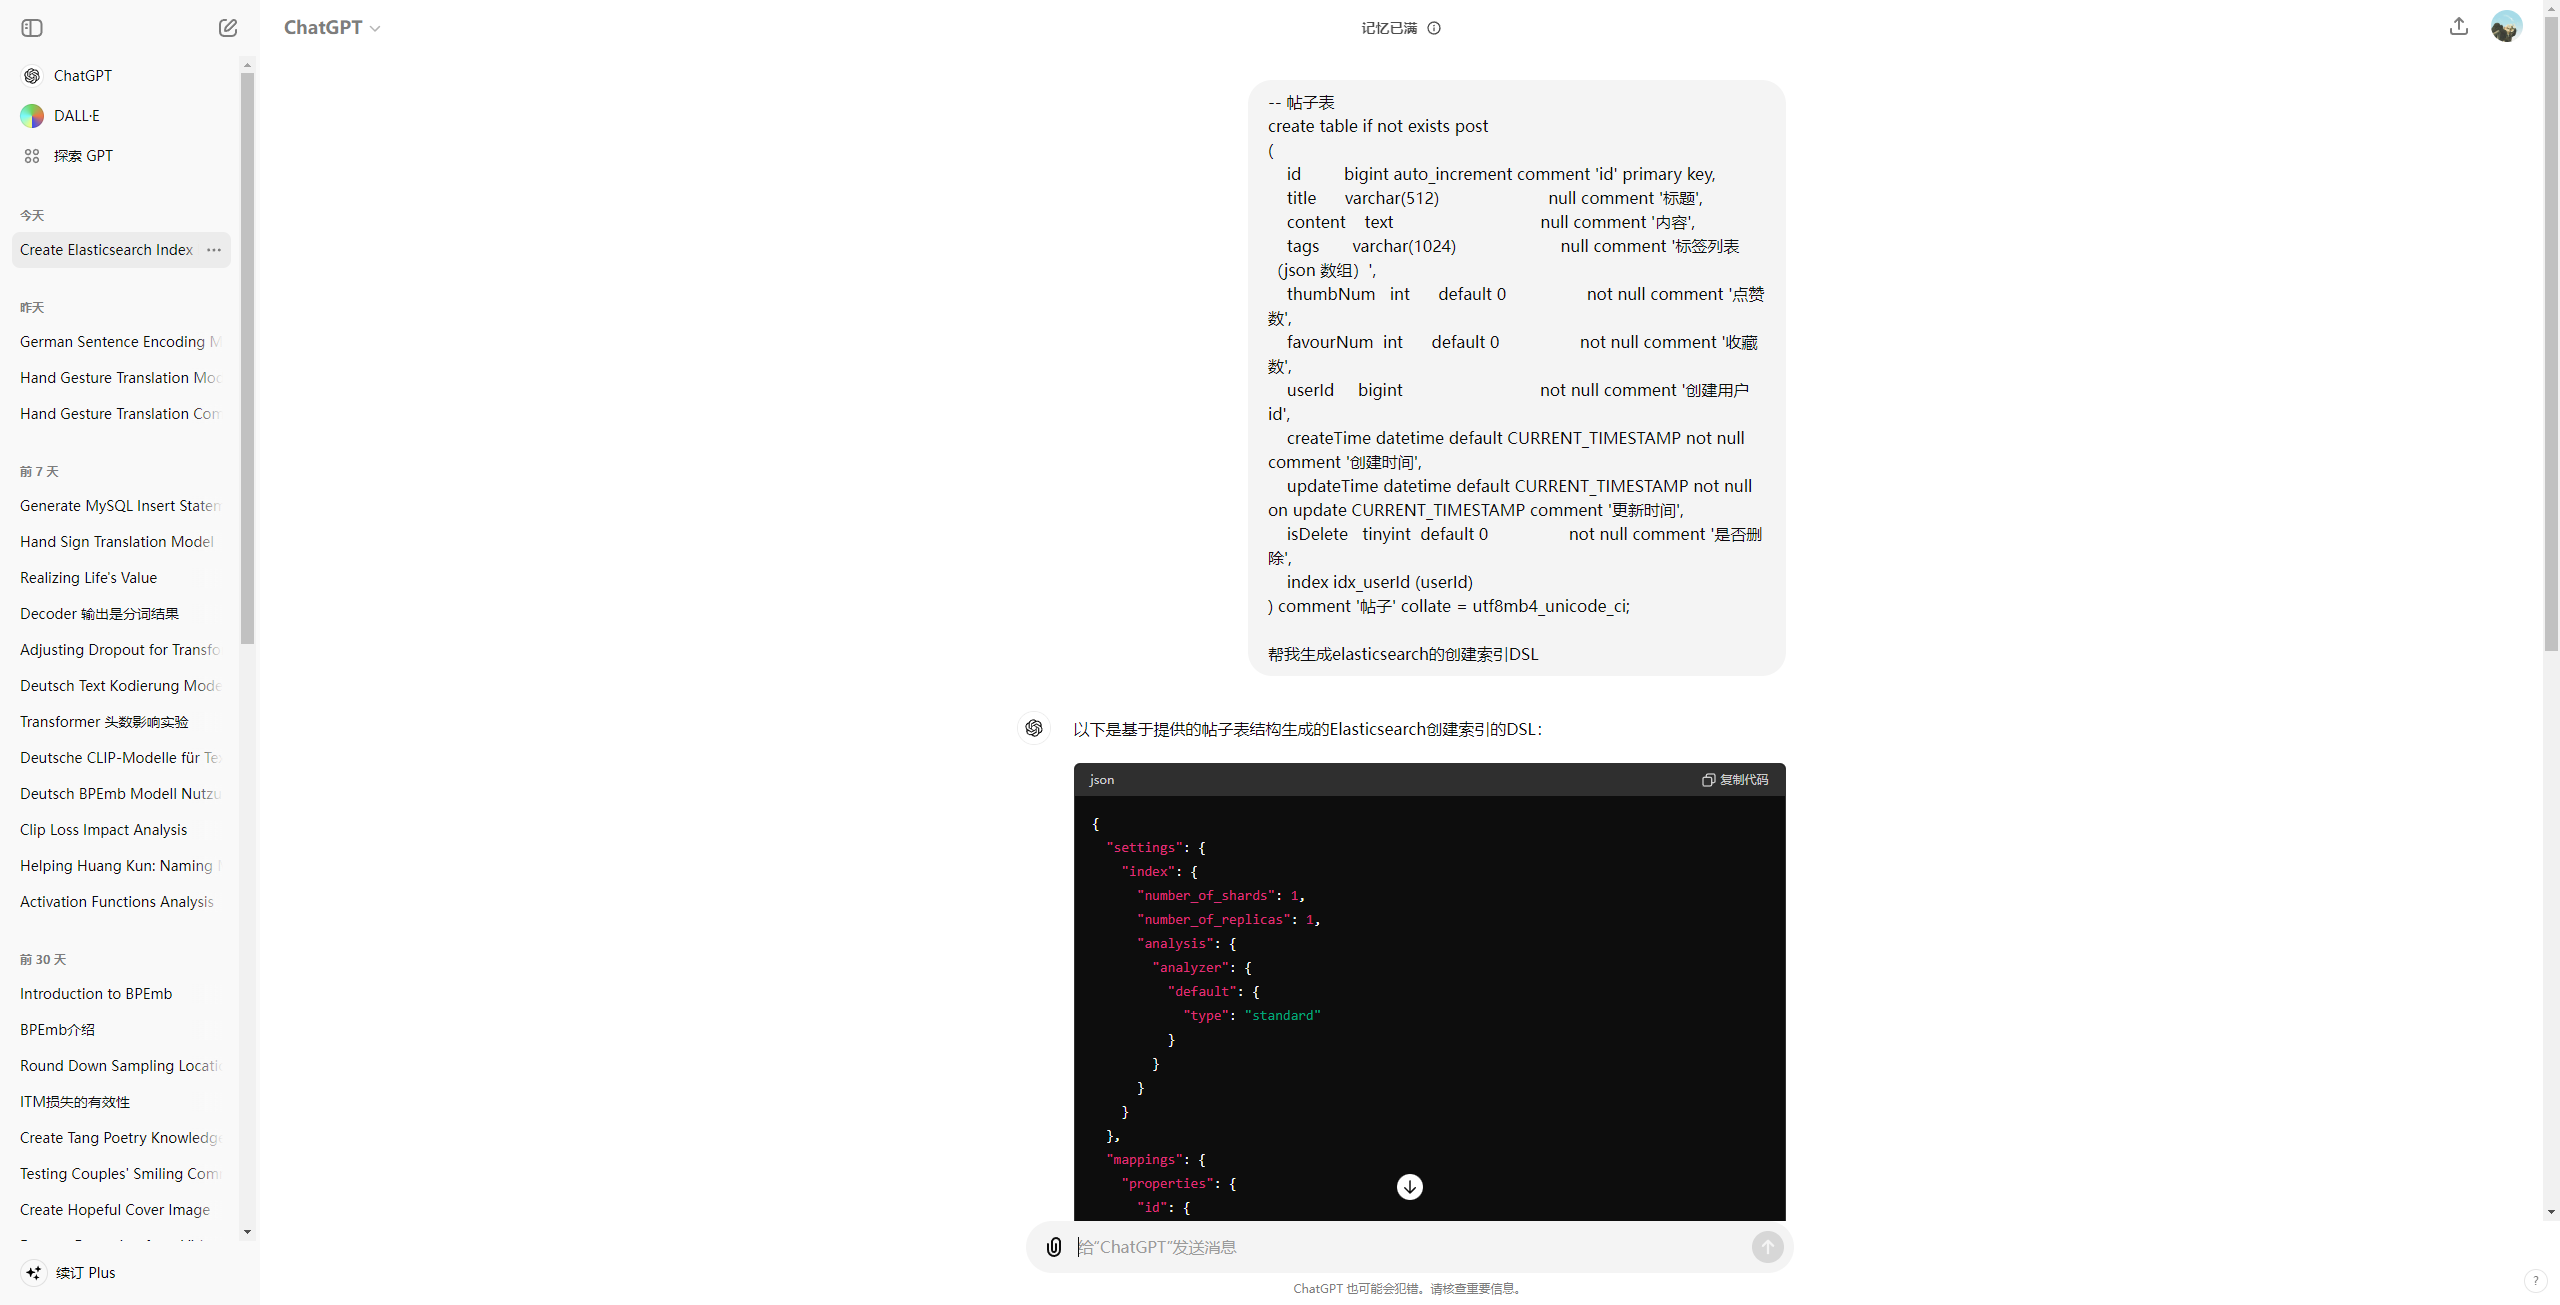 ChatGPT
记忆已满
ChatGPT
DALL·E
探索 GPT
今天
Create Elasticsearch Index
昨天
German Sentence Encoding M
Hand Gesture Translation Mod
Hand Gesture Translation Com
前 7 天
Generate MySQL Insert Statem
Hand Sign Translation Model
Realizing Life's Value
Decoder 输出是分词结果
Adjusting Dropout for Transfo
Deutsch Text Kodierung Mode
Transformer 头数影响实验
Deutsche CLIP-Modelle für Te
Deutsch BPEmb Modell Nutzu
Clip Loss Impact Analysis
Helping Huang Kun: Naming
Activation Functions Analysis
前 30 天
Introduction to BPEmb
BPEmb介绍
Round Down Sampling Locati
ITM损失的有效性
Create Tang Poetry Knowledge
Testing Couples' Smiling Com
Create Hopeful Cover Image
续订 Plus
-- 帖子表
create table if not exists post
(
id bigint auto_increment comment 'id' primary key,
title varchar(512) null comment '标题',
content text null comment '内容',
tags varchar(1024) null comment '标签列表
（json 数组）',
thumbNum int default 0 not null comment '点赞
数',
favourNum int default 0 not null comment '收藏
数',
userId bigint not null comment '创建用户
id',
createTime datetime default CURRENT_TIMESTAMP not null
comment '创建时间',
updateTime datetime default CURRENT_TIMESTAMP not null
on update CURRENT_TIMESTAMP comment '更新时间',
isDelete tinyint default 0 not null comment '是否删
除',
index idx_userId (userId)
) comment '帖子' collate = utf8mb4_unicode_ci;
帮我生成elasticsearch的创建索引DSL
以下是基于提供的帖子表结构生成的Elasticsearch创建索引的DSL：
json 复制代码
{
"settings": {
"index": {
"number_of_shards": 1,
"number_of_replicas": 1,
"analysis": {
"analyzer": {
"default": {
"type": "standard"
}
}
}
}
},
"mappings": {
"properties": {
"id": {
给“ChatGPT”发送消息
ChatGPT 也可能会犯错。请核查重要信息。
?